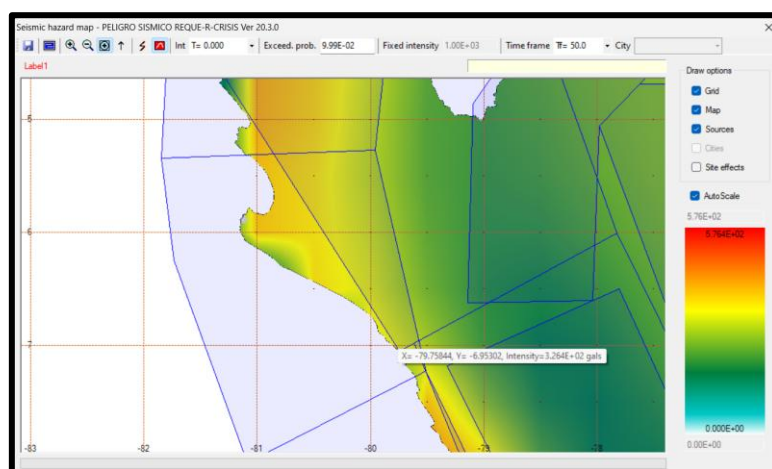 Seismic hazard map - PELIGRO SISMICO REQUE-R-CRISIS Ver 20.3.0
Int T= 0.000 Exceed. prob. 9.99E-02 Fixed intensity 1.00E+03 Time frame Tf= 50.0 City
Label1
Draw options
Grid
Map
Sources
Cities
Site effects
AutoScale
5.76E+02
5.764E+02
-6
X= -79.75844, Y= -6.95302, Intensity=3.264E+02 gals
0.000E+00
0.00E+00
-83 -82 -81 -80 -79 -78